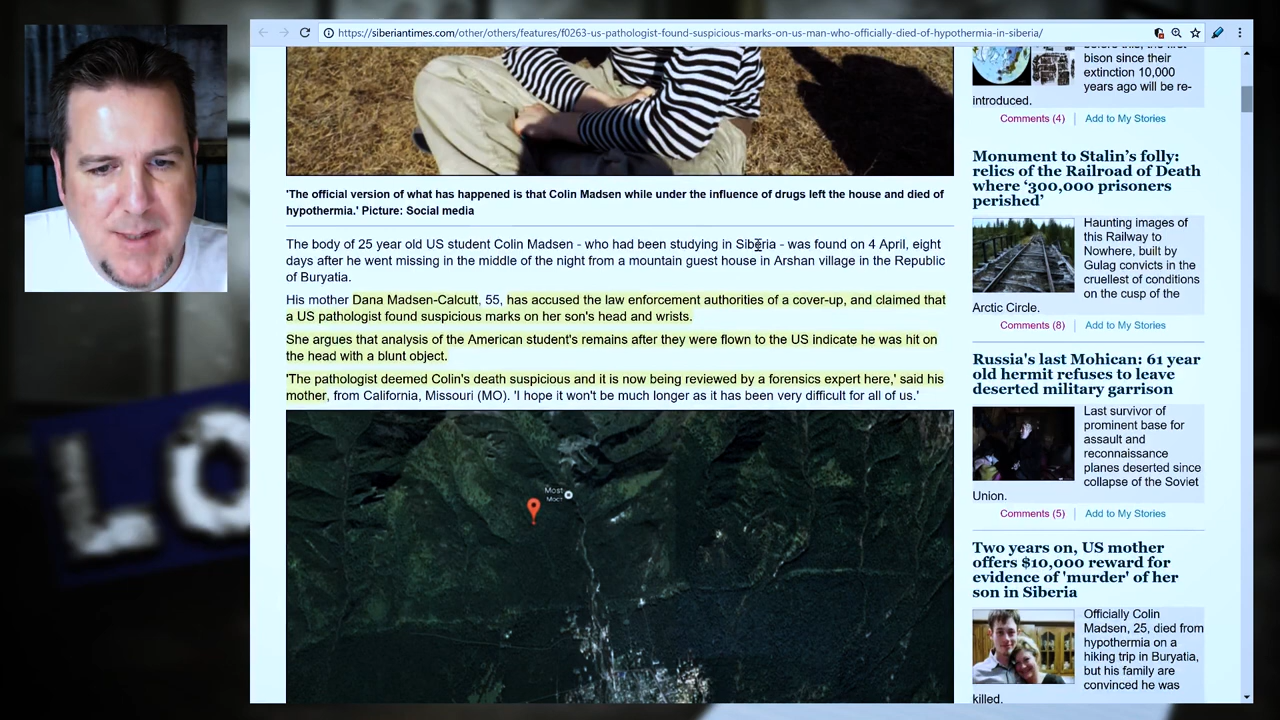 https://siberiantimes.com/other/others/features/f0263-us-pathologist-found-suspicious-marks-on-us-man-who-officially-died-of-hypothermia-in-siberia/
'The official version of what has happened is that Colin Madsen while under the influence of drugs left the house and died of
hypothermia.' Picture: Social media
The body of 25 year old US student Colin Madsen - who had been studying in Siberia - was found on 4 April, eight
days after he went missing in the middle of the night from a mountain guest house in Arshan village in the Republic
of Buryatia.
His mother Dana Madsen-Calcutt, 55, has accused the law enforcement authorities of a cover-up, and claimed that
a US pathologist found suspicious marks on her son's head and wrists.
She argues that analysis of the American student's remains after they were flown to the US indicate he was hit on
the head with a blunt object.
'The pathologist deemed Colin's death suspicious and it is now being reviewed by a forensics expert here,' said his
mother, from California, Missouri (MO). 'I hope it won't be much longer as it has been very difficult for all of us.'
Most
Мост
before this, the first
bison since their
extinction 10,000
years ago will be re-
introduced.
Comments (4)
Add to My Stories
Monument to Stalin's folly:
relics of the Railroad of Death
where '300,000 prisoners
perished'
Haunting images of
this Railway to
Nowhere, built by
Gulag convicts in the
cruellest of conditions
on the cusp of the
Arctic Circle.
Comments (8)
Add to My Stories
Russia's last Mohican: 61 year
old hermit refuses to leave
deserted military garrison
Last survivor of
prominent base for
assault and
reconnaissance
planes deserted since
collapse of the Soviet
Union.
Comments (5)
Add to My Stories
Two years on, US mother
offers $10,000 reward for
evidence of 'murder' of her
son in Siberia
Officially Colin
Madsen, 25, died from
hypothermia on a
hiking trip in Buryatia,
but his family are
convinced he was
killed.
LO